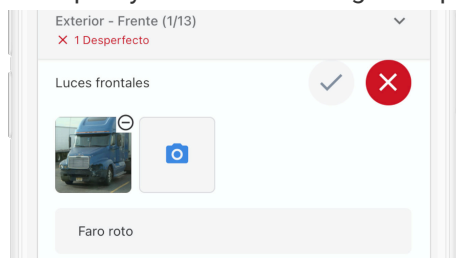 Exterior - Frente (1/13)
1 Desperfecto
Luces frontales
Faro roto